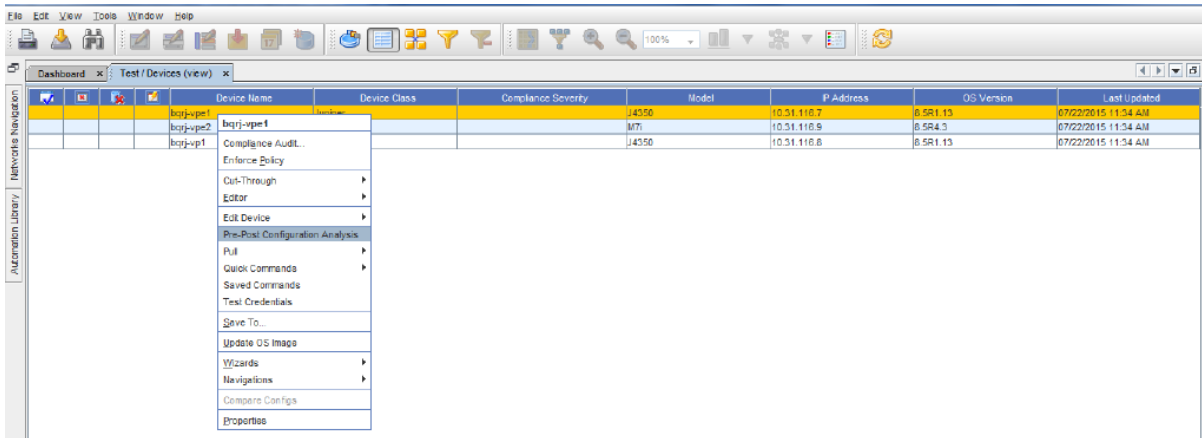 File Edit View Tools Window Help
100%
Dashboard x Test / Devices (view) x
Networks Navigation
Automation Library
Device Name Device Class Compliance Severity Model IP Address OS Version Last Updated
bqrj-vpe1 Juniper J4350 10.31.116.7 8.5R1.13 07/22/2015 11:34 AM
bqrj-vpe2 M7i 10.31.116.9 8.5R4.3 07/22/2015 11:34 AM
bqrj-vp1 J4350 10.31.116.8 8.5R1.13 07/22/2015 11:34 AM
bqrj-vpe1
Compliance Audit...
Enforce Policy
Cut-Through
Editor
Edit Device
Pre-Post Configuration Analysis
Pull
Quick Commands
Saved Commands
Test Credentials
Save To...
Update OS Image
Wizards
Navigations
Compare Configs
Properties